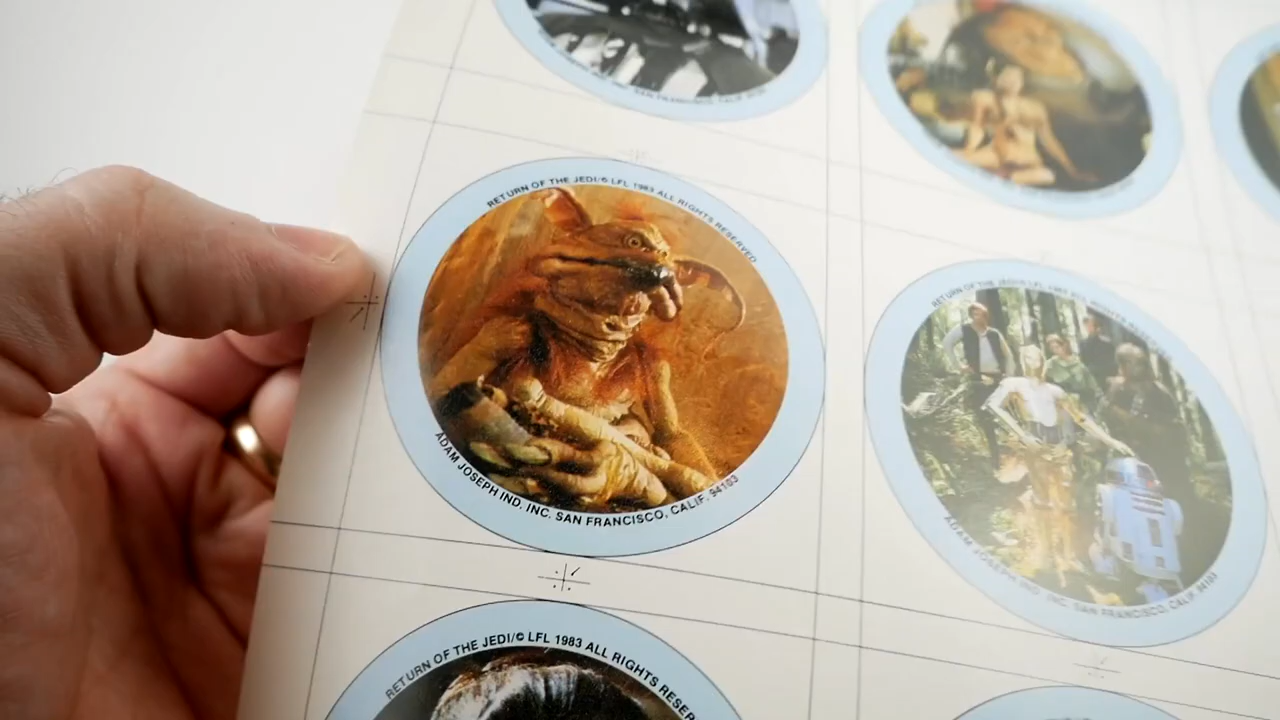 INC. SAN FRANCISCO, CALIF.
RETURN OF THE JEDI/© LFL 1983 ALL RIGHTS RESERVED
ADAM JOSEPH IND. INC. SAN FRANCISCO, CALIF. 94103
RETURN OF THE JEDI/© LFL 1983 ALL RIGHTS
ADAM JOSEPH IND. INC. SAN FRANCISCO, CALIF. 94103
RETURN OF THE JEDI/© LFL 1983 ALL RIGHTS RESER